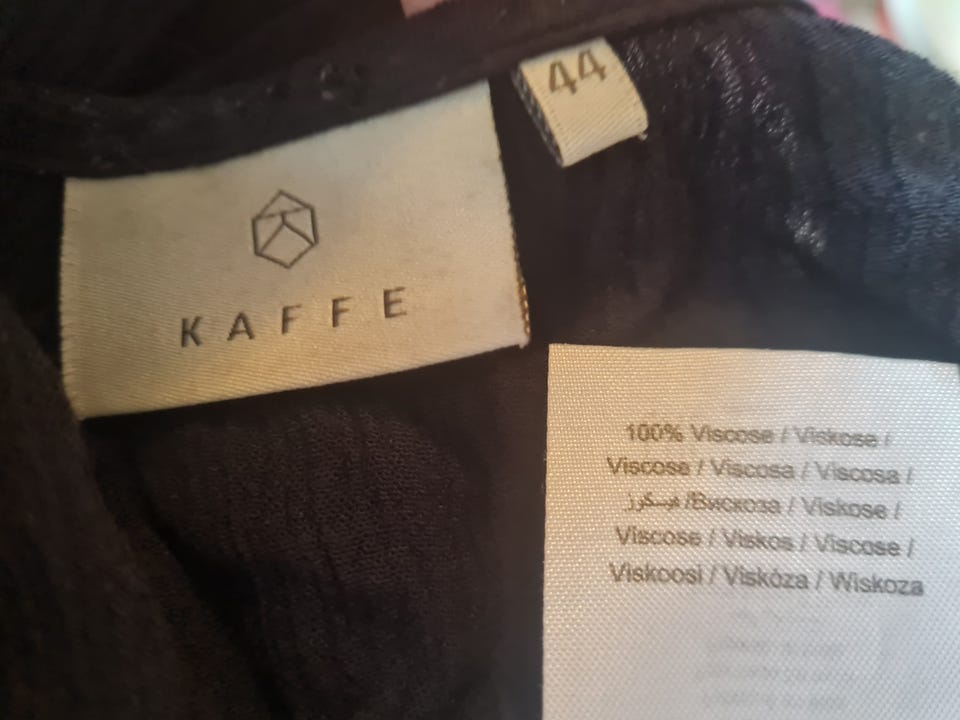 44
KAFFE
100% Viscose / Viskose /
Viscose / Viscosa / Viscosa /
فيسكوز /Вискоза / Viskose /
Viscose / Viskos / Viscose /
Viskoosi / Viskóza / Wiskoza